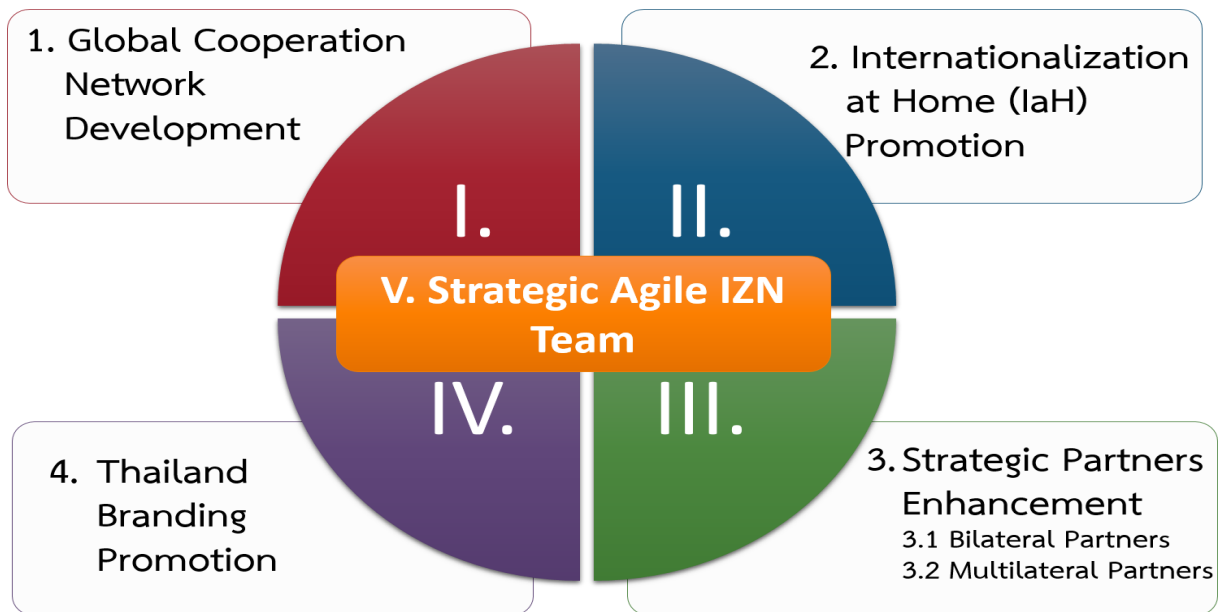 1. Global Cooperation
Network
Development
2. Internationalization
at Home (IaH)
Promotion
I.
II.
V. Strategic Agile IZN
Team
IV.
III.
4. Thailand
Branding
Promotion
3. Strategic Partners
Enhancement
3.1 Bilateral Partners
3.2 Multilateral Partners